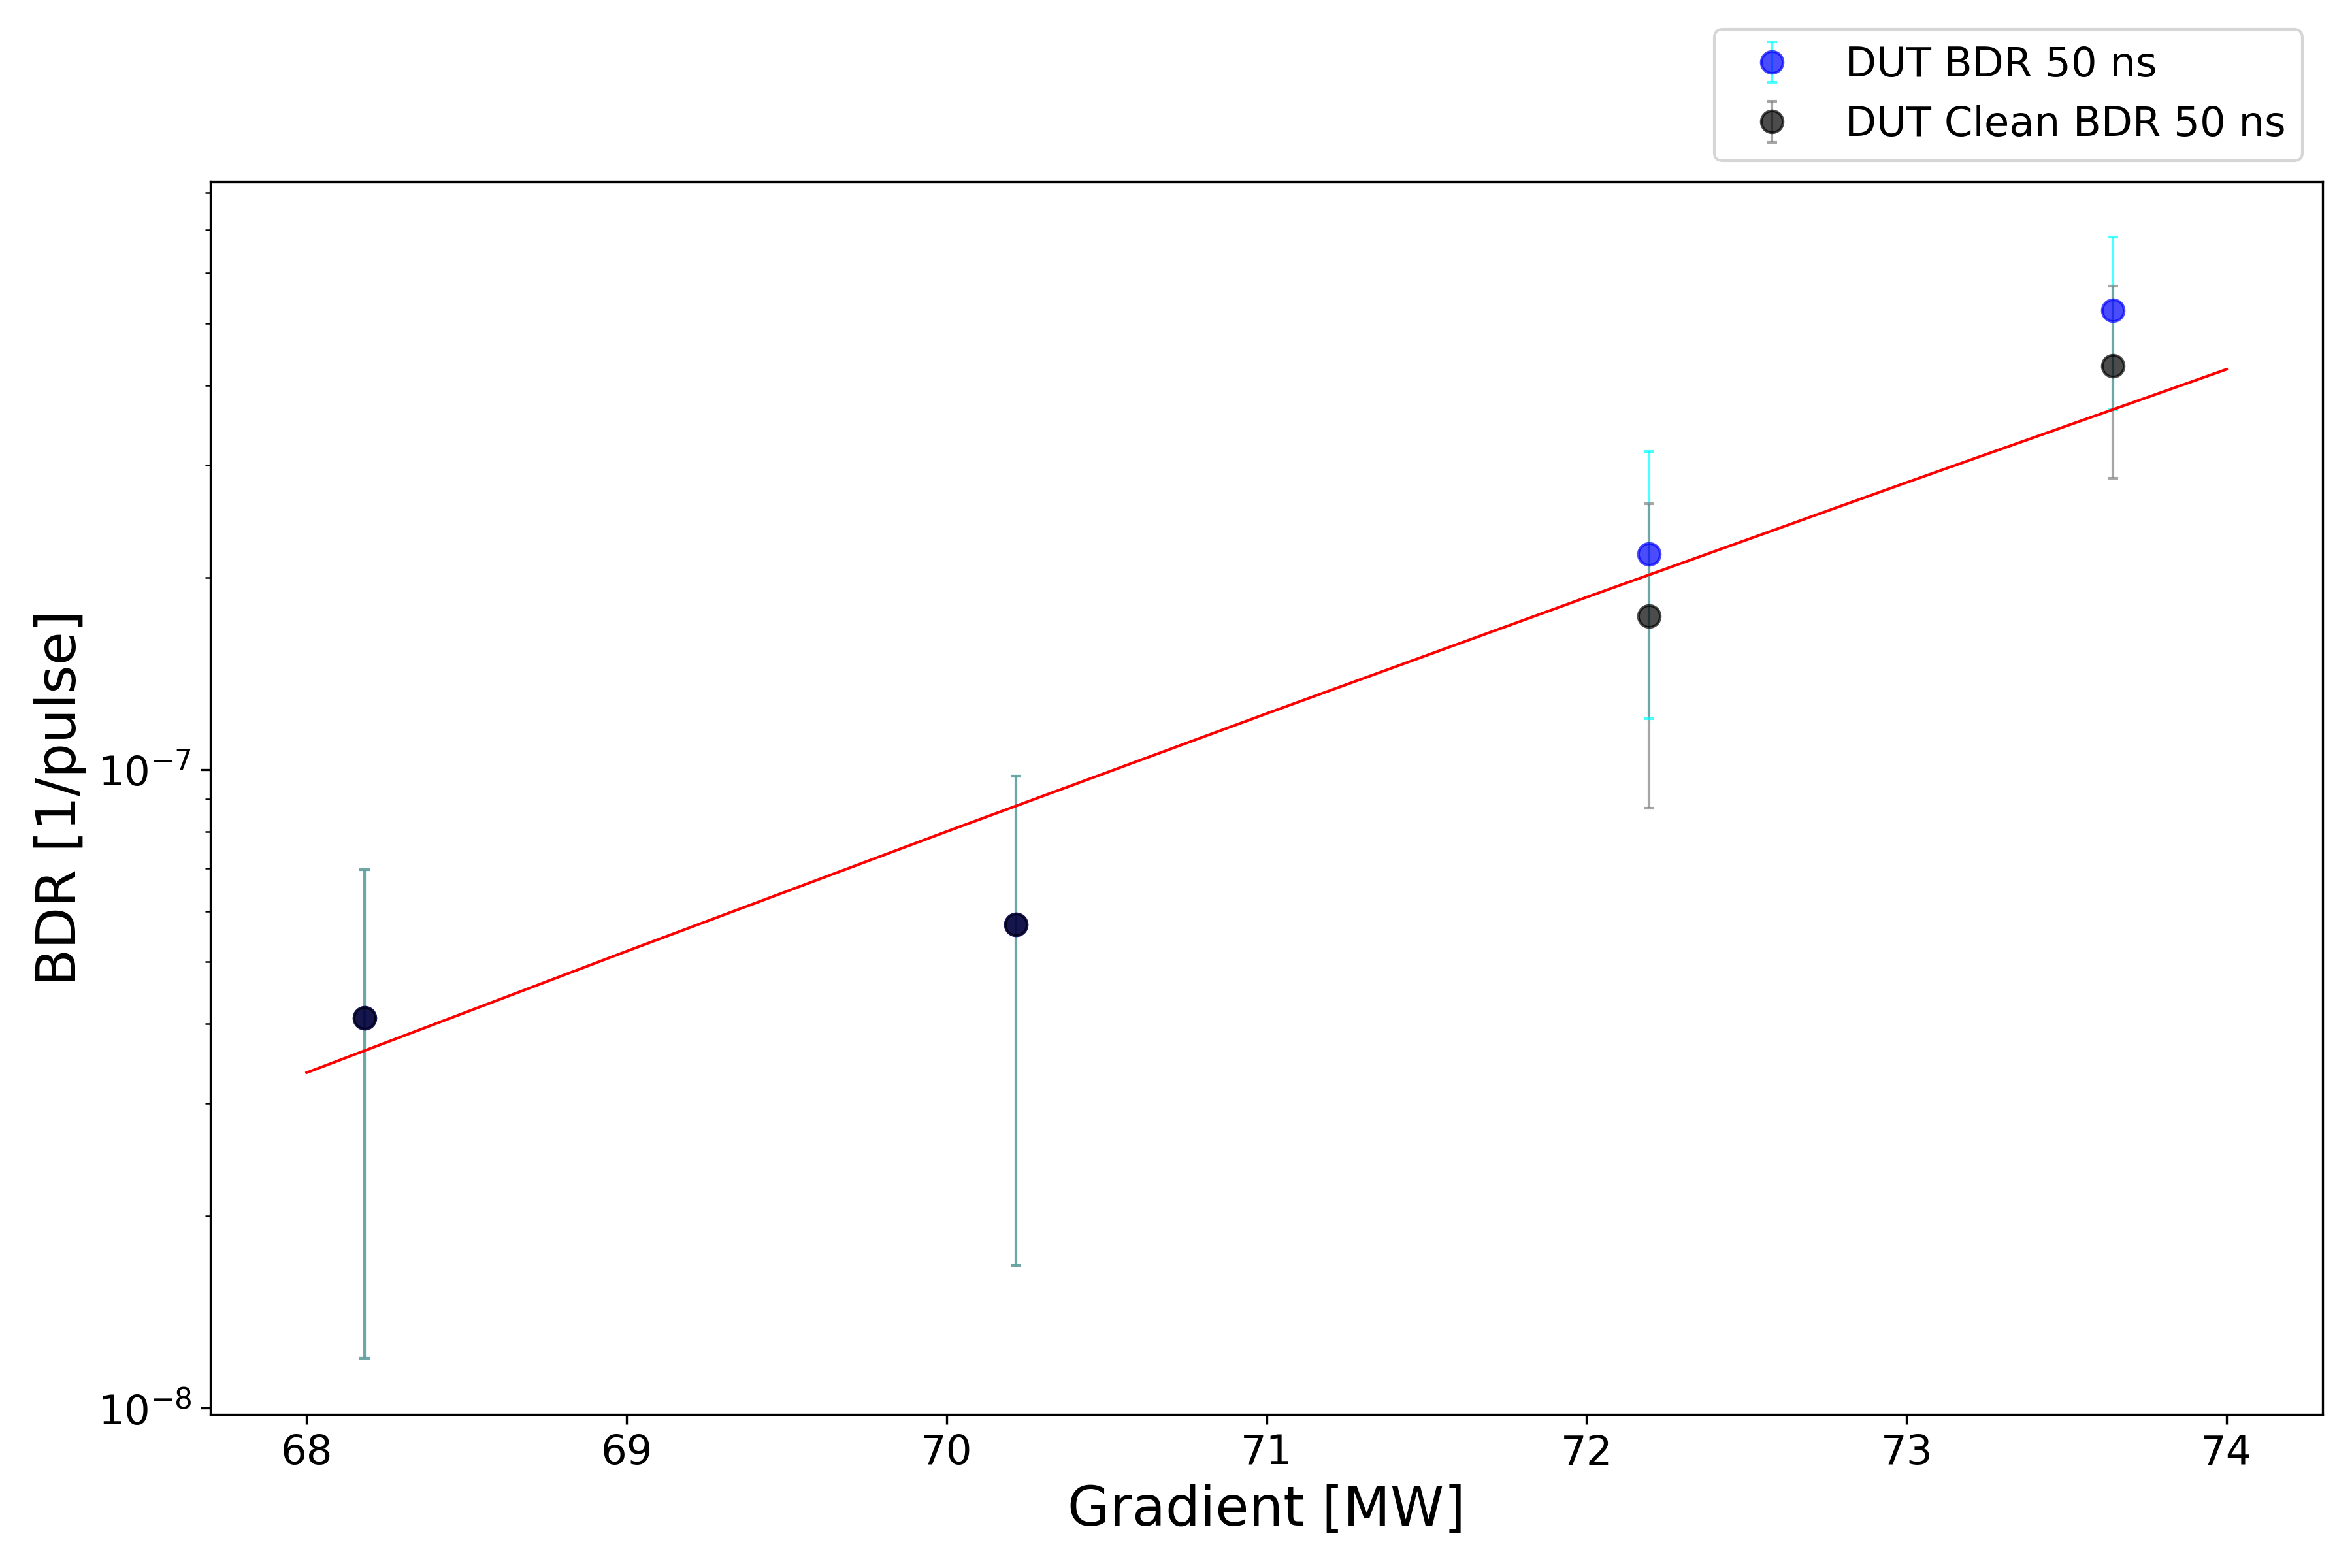 DUT BDR 50 ns
DUT Clean BDR 50 ns
BDR [1/pulse]
10⁻⁷
10⁻⁸
68 69 70 71 72 73 74
Gradient [MW]